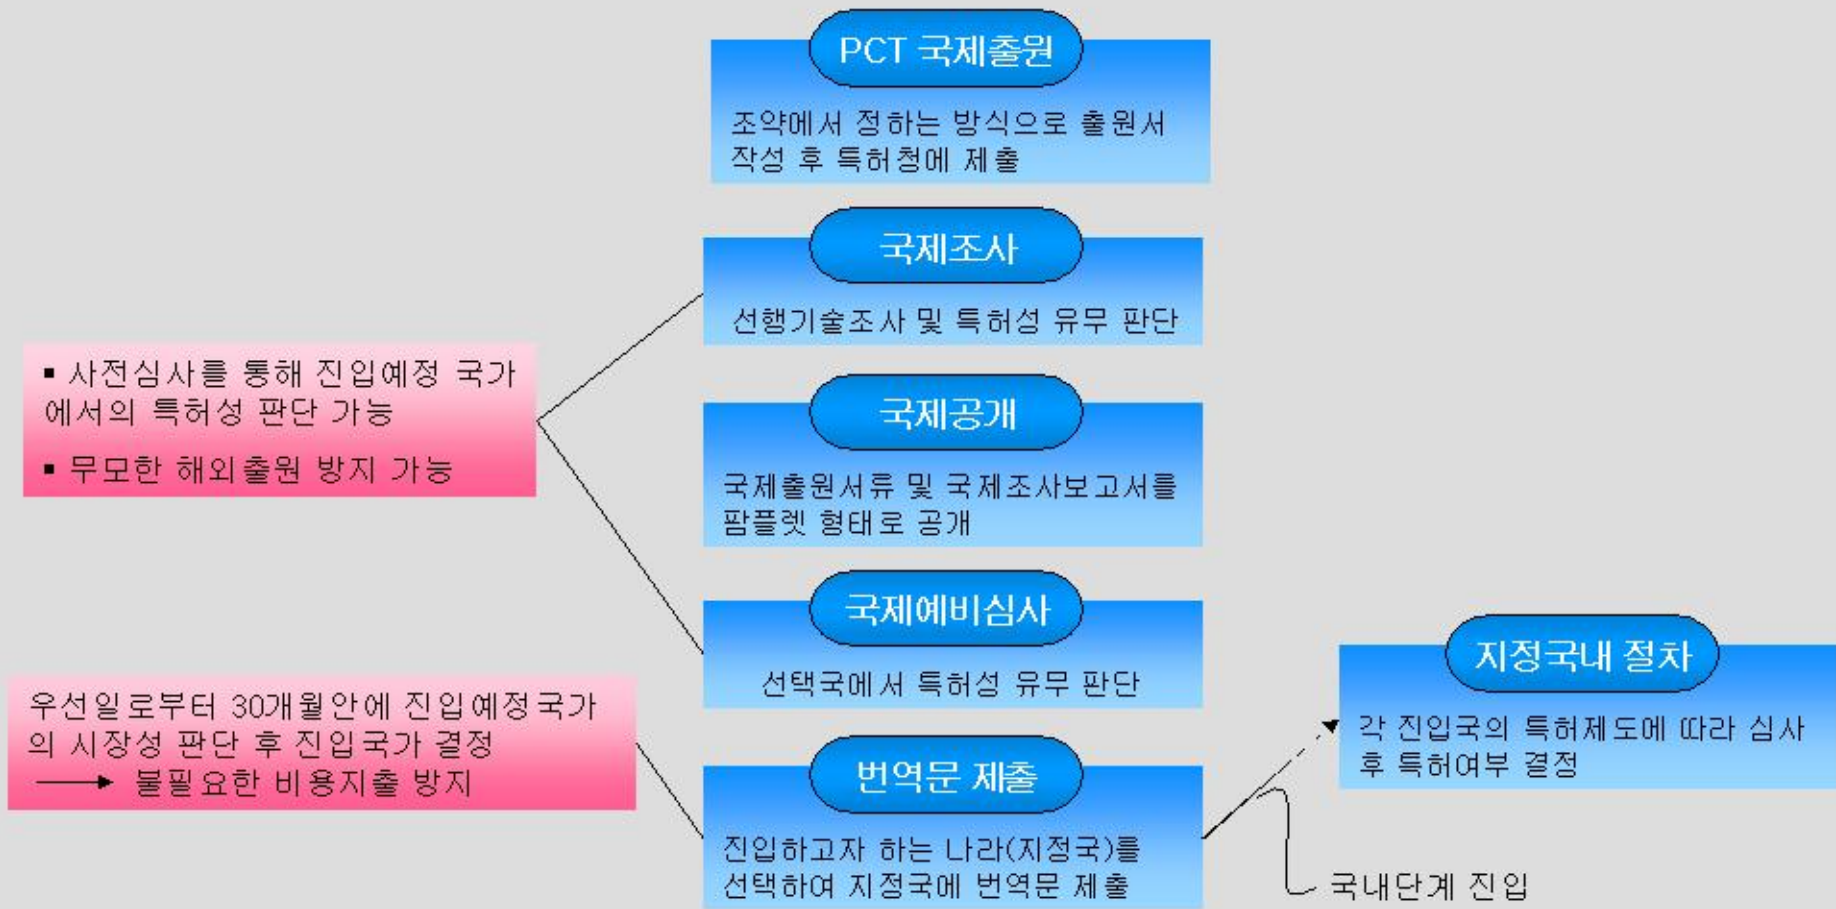 PCT 국제출원
조약에서 정하는 방식으로 출원서
작성 후 특허청에 제출
국제조사
선행기술조사 및 특허성 유무 판단
▪ 사전심사를 통해 진입예정 국가
에서의 특허성 판단 가능
▪ 무모한 해외출원 방지 가능
국제공개
국제출원서류 및 국제조사보고서를
팜플렛 형태로 공개
국제예비심사
선택국에서 특허성 유무 판단
우선일로부터 30개월안에 진입예정국가
의 시장성 판단 후 진입국가 결정
→ 불필요한 비용지출 방지
번역문 제출
진입하고자 하는 나라(지정국)를
선택하여 지정국에 번역문 제출
지정국내 절차
각 진입국의 특허제도에 따라 심사
후 특허여부 결정
국내단계 진입